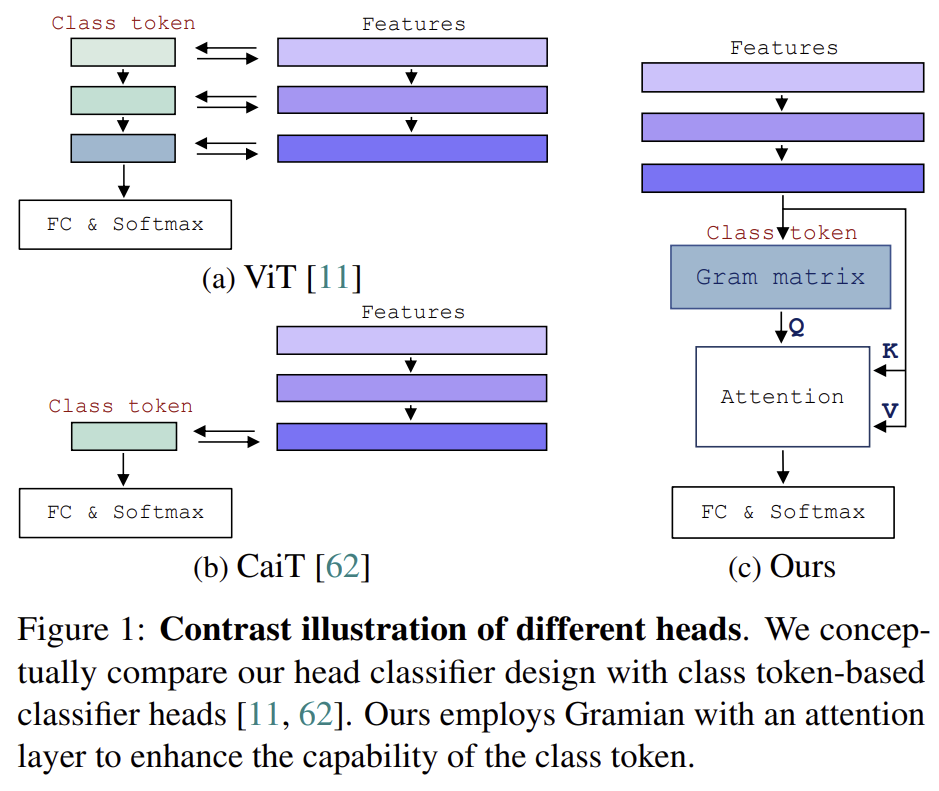 Class token
Features
FC & Softmax
(a) ViT [11]
Features
Class token
FC & Softmax
(b) CaiT [62]
Features
Class token
Gram matrix
Q
K
Attention
V
FC & Softmax
(c) Ours
Figure 1: Contrast illustration of different heads. We concep-
tually compare our head classifier design with class token-based
classifier heads [11, 62]. Ours employs Gramian with an attention
layer to enhance the capability of the class token.